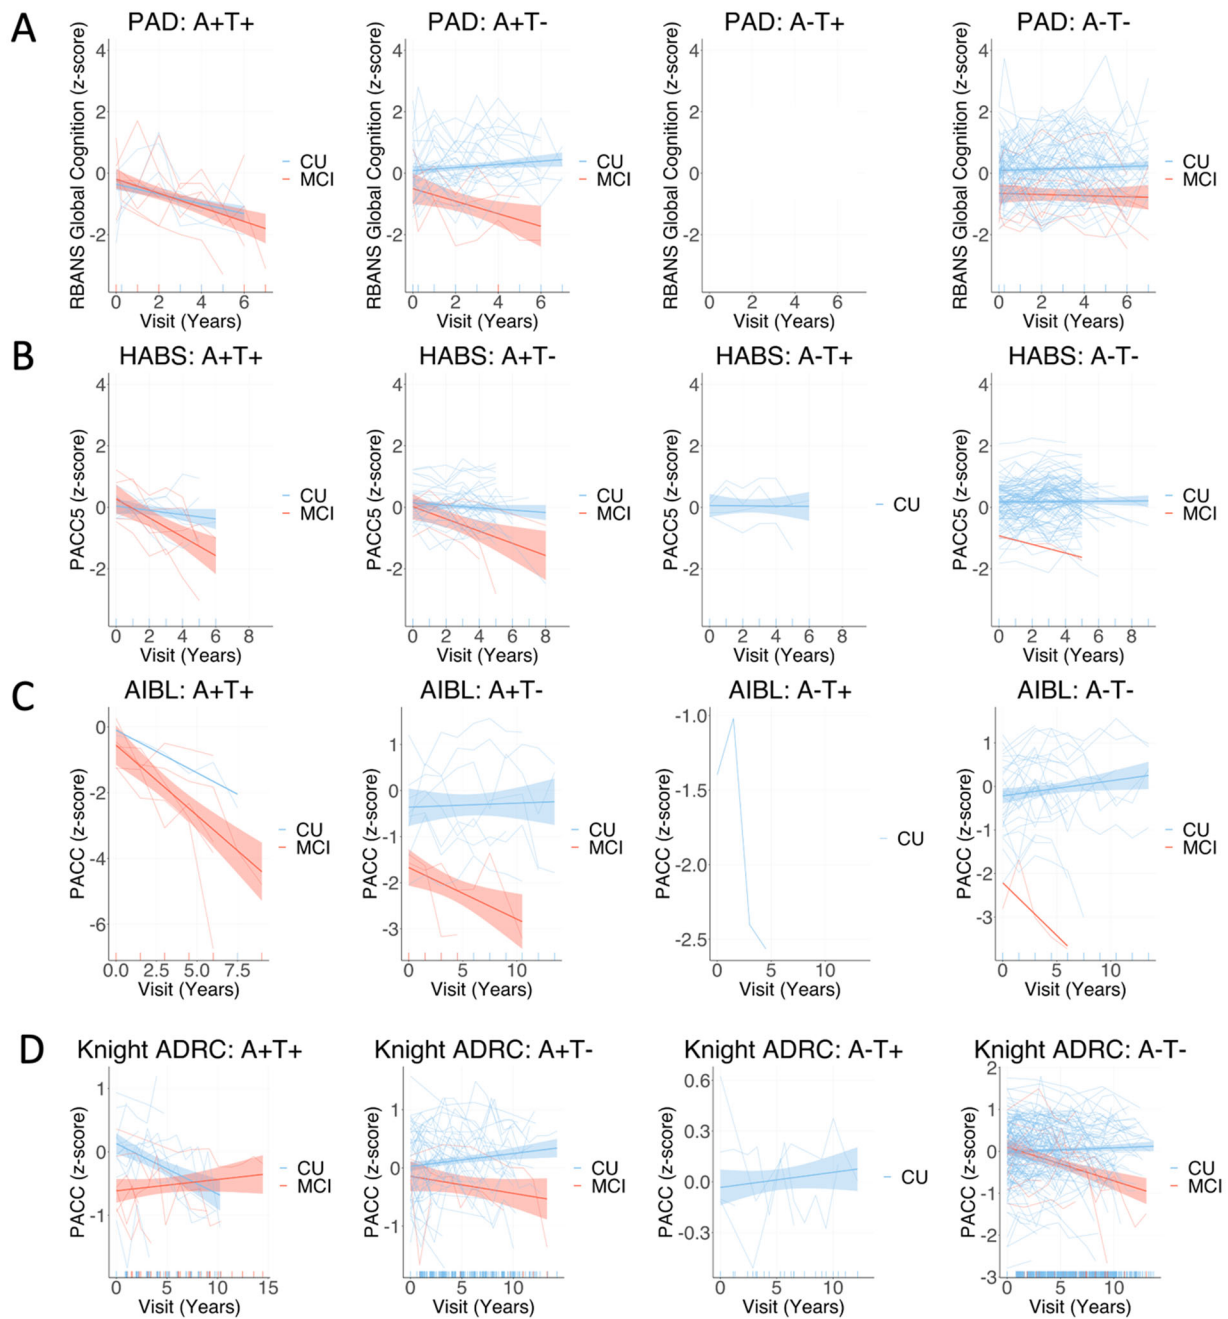 A
PAD: A+T+
PAD: A+T-
PAD: A-T+
PAD: A-T-
RBANS Global Cognition (z-score)
4
2
0
-2
CU
MCI
0 2 4 6
Visit (Years)
RBANS Global Cognition (z-score)
4
2
0
-2
CU
MCI
0 2 4 6
Visit (Years)
RBANS Global Cognition (z-score)
4
2
0
-2
0 2 4 6
Visit (Years)
RBANS Global Cognition (z-score)
4
2
0
-2
CU
MCI
0 2 4 6
Visit (Years)
B
HABS: A+T+
HABS: A+T-
HABS: A-T+
HABS: A-T-
PACC5 (z-score)
4
2
0
-2
CU
MCI
0 2 4 6 8
Visit (Years)
PACC5 (z-score)
4
2
0
-2
CU
MCI
0 2 4 6 8
Visit (Years)
PACC5 (z-score)
4
2
0
-2
CU
0 2 4 6 8
Visit (Years)
PACC5 (z-score)
4
2
0
-2
CU
MCI
0 2 4 6 8
Visit (Years)
C
AIBL: A+T+
AIBL: A+T-
AIBL: A-T+
AIBL: A-T-
PACC (z-score)
0
-2
-4
-6
CU
MCI
0.0 2.5 5.0 7.5
Visit (Years)
PACC (z-score)
1
0
-1
-2
-3
CU
MCI
0 5 10
Visit (Years)
PACC (z-score)
-1.0
-1.5
-2.0
-2.5
CU
0 5 10
Visit (Years)
PACC (z-score)
1
0
-1
-2
-3
CU
MCI
0 5 10
Visit (Years)
D
Knight ADRC: A+T+
Knight ADRC: A+T-
Knight ADRC: A-T+
Knight ADRC: A-T-
PACC (z-score)
1
0
-1
CU
MCI
0 5 10 15
Visit (Years)
PACC (z-score)
1
0
-1
CU
MCI
0 5 10
Visit (Years)
PACC (z-score)
0.6
0.3
0.0
-0.3
CU
0 5 10
Visit (Years)
PACC (z-score)
2
1
0
-1
-2
-3
CU
MCI
0 5 10
Visit (Years)